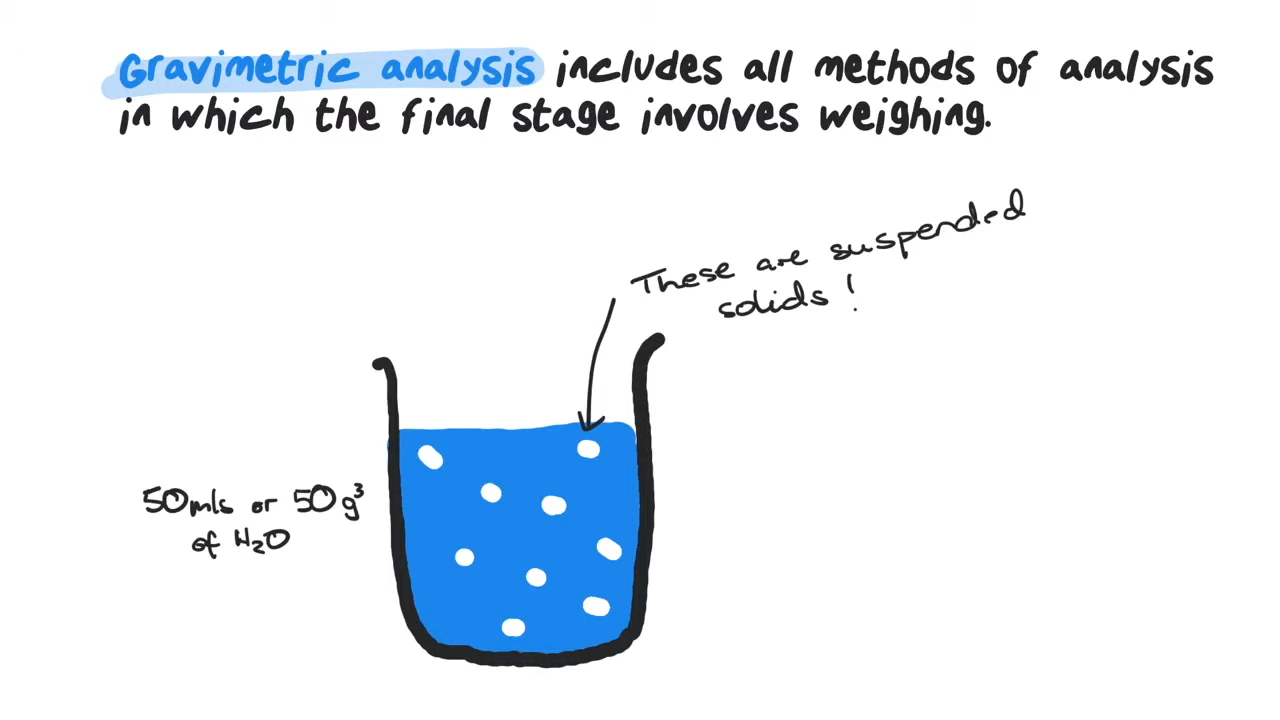 Gravimetric analysis includes all methods of analysis
in which the final stage involves weighing.
These are suspended
solids!
50mls or 50g³
of H₂O